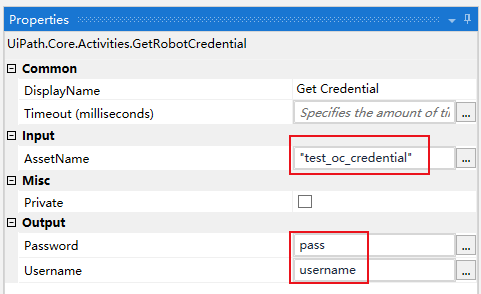 Properties
UiPath.Core.Activities.GetRobotCredential
Common
DisplayName Get Credential
Timeout (milliseconds) Specifies the amount of ti ...
Input
AssetName "test_oc_credential" ...
Misc
Private
Output
Password pass ...
Username username ...